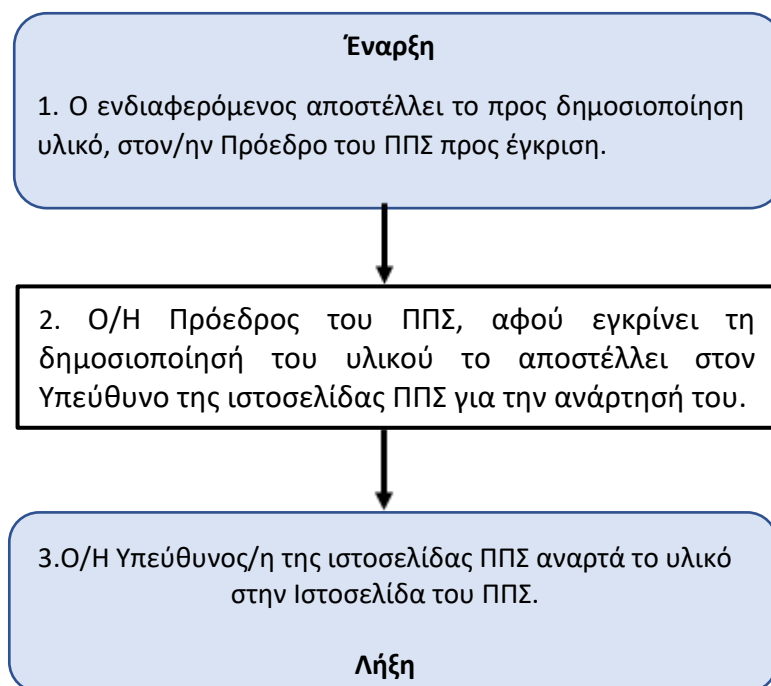 Έναρξη
1. Ο ενδιαφερόμενος αποστέλλει το προς δημοσιοποίηση
υλικό, στον/ην Πρόεδρο του ΠΠΣ προς έγκριση.
2. Ο/Η Πρόεδρος του ΠΠΣ, αφού εγκρίνει τη
δημοσιοποίησή του υλικού το αποστέλλει στον
Υπεύθυνο της ιστοσελίδας ΠΠΣ για την ανάρτησή του.
3.Ο/Η Υπεύθυνος/η της ιστοσελίδας ΠΠΣ αναρτά το υλικό
στην Ιστοσελίδα του ΠΠΣ.
Λήξη